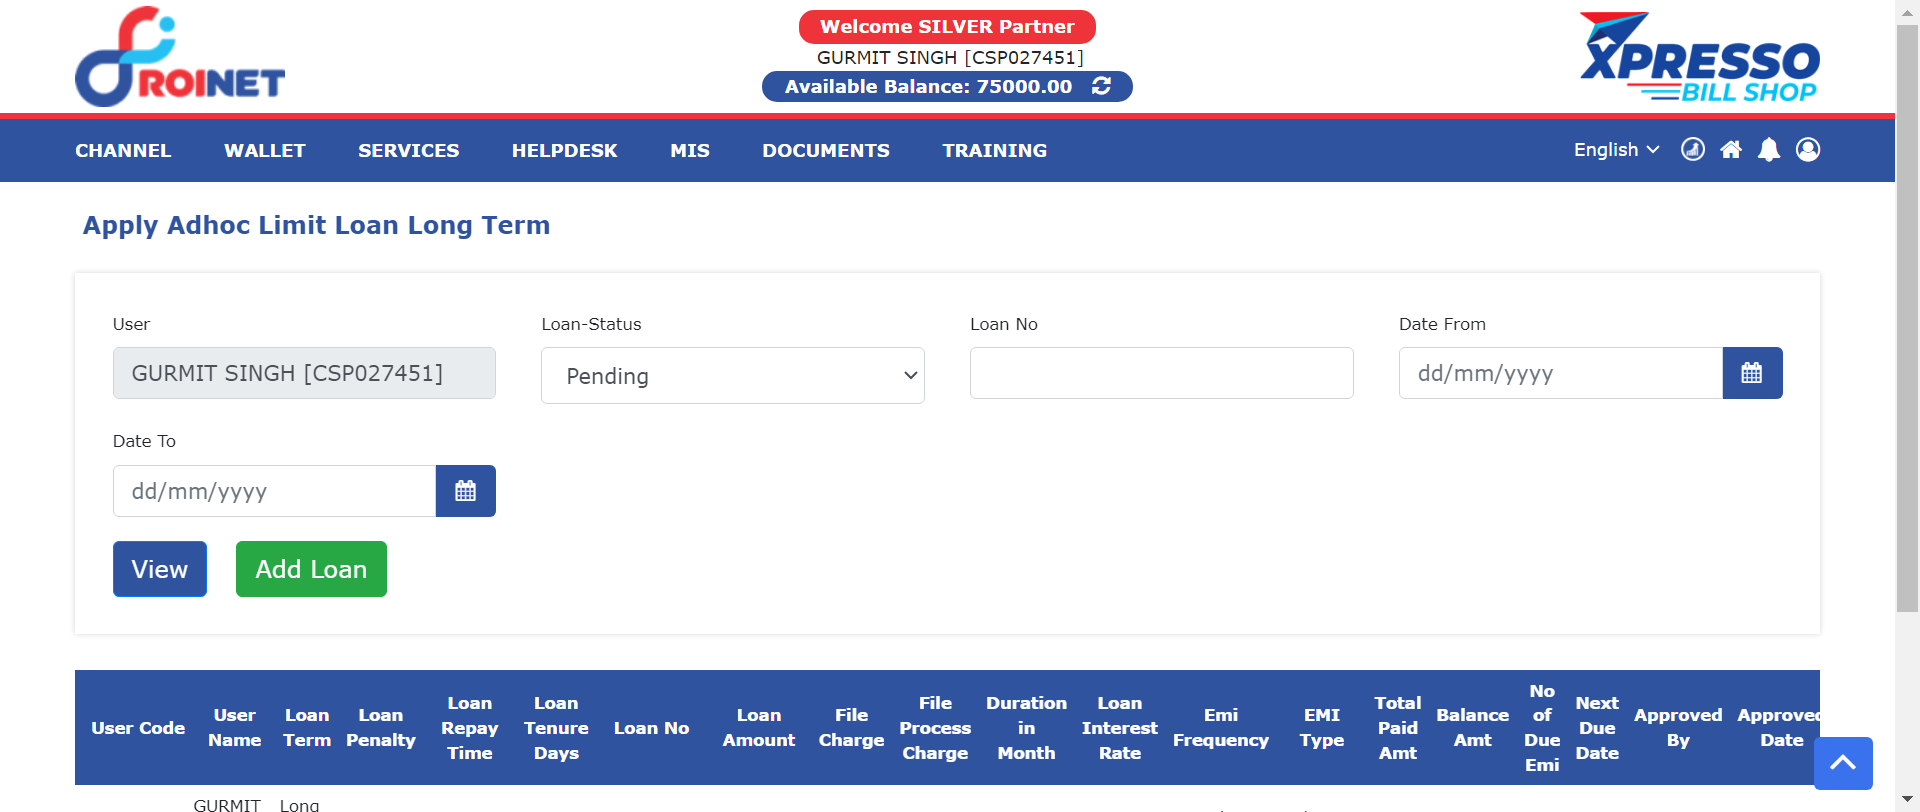 ROINET
Welcome SILVER Partner
GURMIT SINGH [CSP027451]
Available Balance: 75000.00
XPRESSO
BILL SHOP
CHANNEL WALLET SERVICES HELPDESK MIS DOCUMENTS TRAINING English
Apply Adhoc Limit Loan Long Term
User Loan-Status Loan No Date From
GURMIT SINGH [CSP027451] Pending dd/mm/yyyy
Date To
dd/mm/yyyy
View Add Loan
User Code
User
Name
Loan
Term
Loan
Penalty
Loan
Repay
Time
Loan
Tenure
Days
Loan No
Loan
Amount
File
Charge
File
Process
Charge
Duration
in
Month
Loan
Interest
Rate
Emi
Frequency
EMI
Type
Total
Paid
Amt
Balance
Amt
No
of
Due
Emi
Next
Due
Date
Approved
By
Approved
Date
GURMIT Long